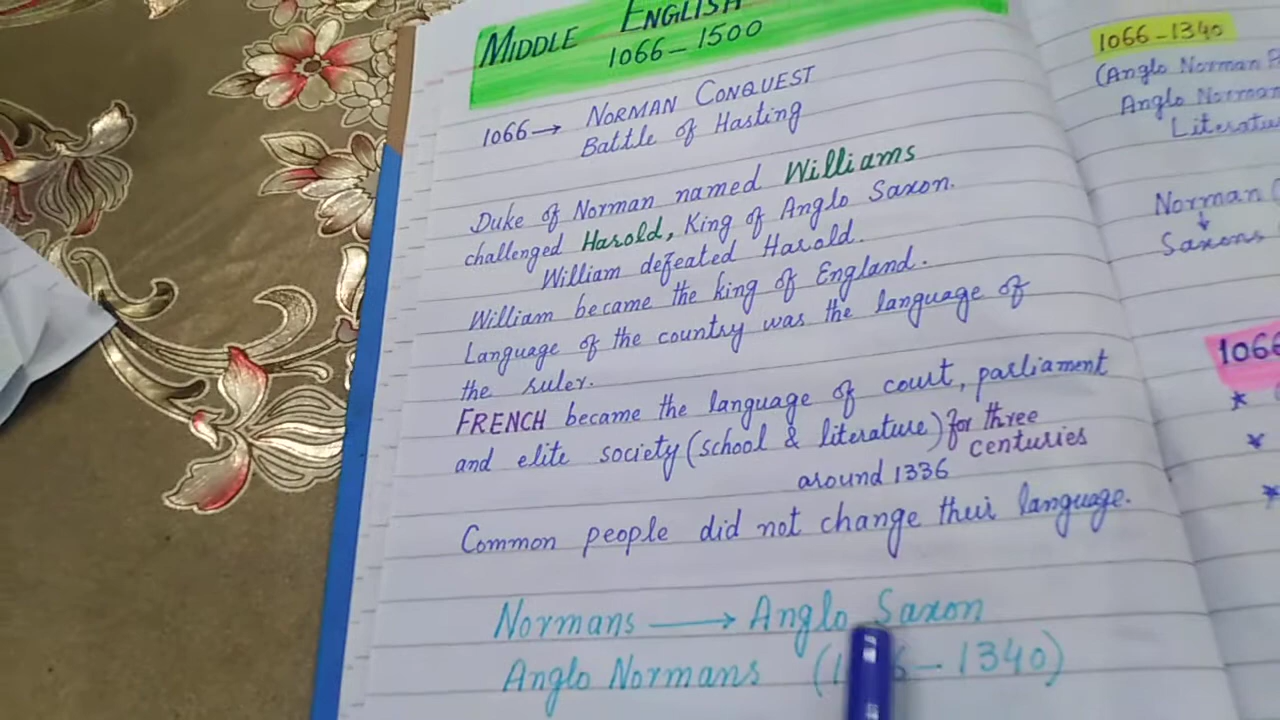 MIDDLE ENGLISH
1066-1500
1066→ NORMAN CONQUEST
Battle of Hasting
Duke of Norman named Williams
challenged Harold, King of Anglo Saxon.
William defeated Harold.
William became the king of England.
Language of the country was the language of
the ruler.
FRENCH became the language of court, parliament
and elite society (school & literature) for three
centuries
around 1336
Common people did not change their language.
Normans → Anglo Saxon
Anglo Normans ( - 1340)
1066-1340
(Anglo Norman
Anglo Norman
Norman
↓
Saxons
1066
*
*
*